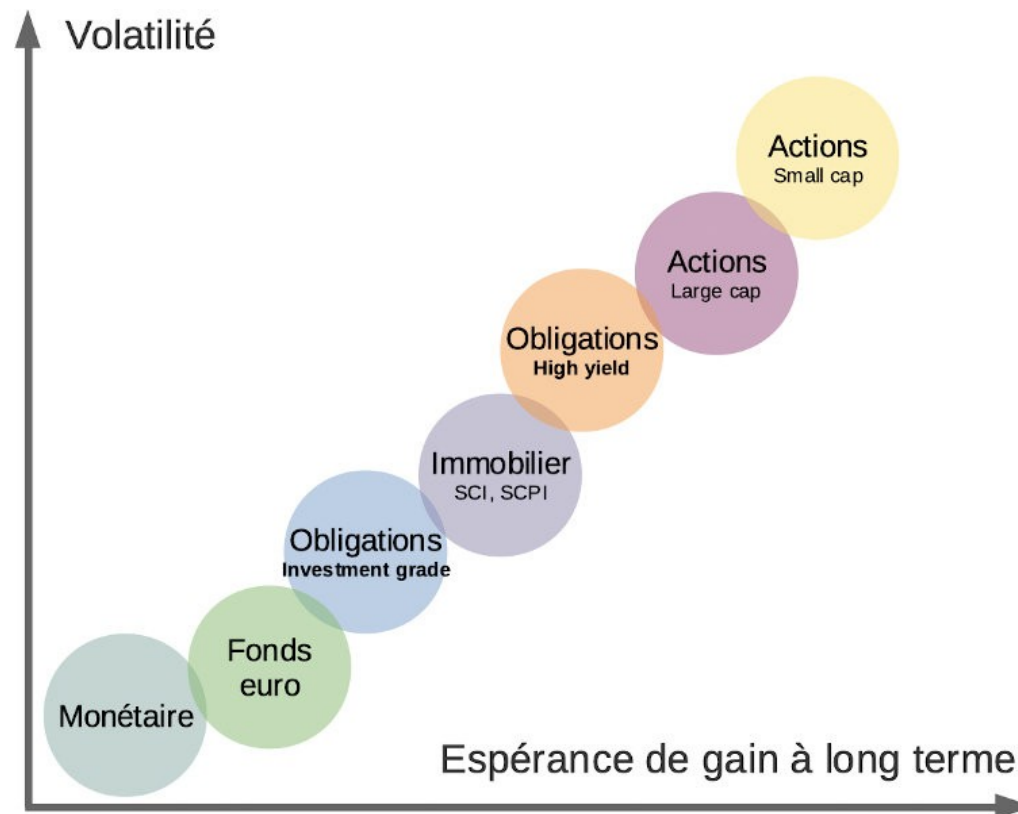 Volatilité
Actions
Small cap
Actions
Large cap
Obligations
High yield
Immobilier
SCI, SCPI
Obligations
Investment grade
Fonds
euro
Monétaire
Espérance de gain à long terme